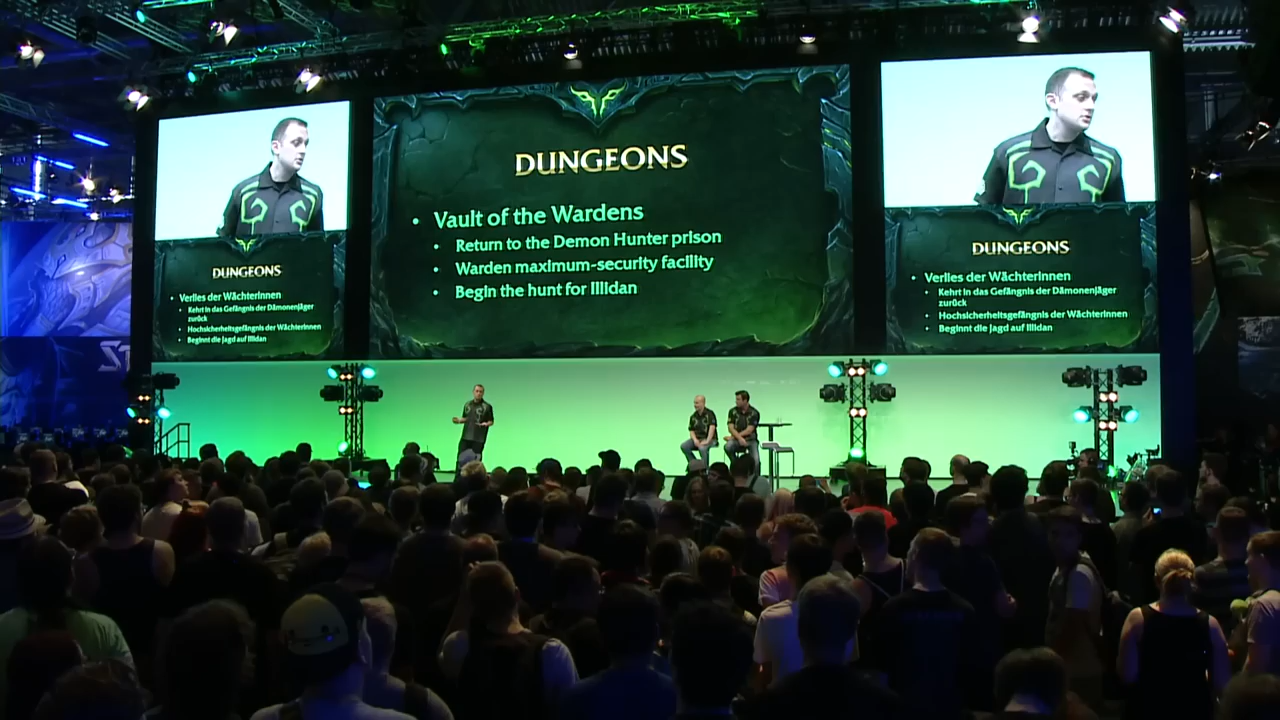 DUNGEONS
• Vault of the Wardens
• Return to the Demon Hunter prison
• Warden maximum-security facility
• Begin the hunt for Illidan
DUNGEONS
• Verlies der Wächterinnen
• Kehrt in das Gefängnis der Dämonenjäger
zurück
• Hochsicherheitsgefängnis der Wächterinnen
• Beginnt die Jagd auf Illidan
DUNGEONS
• Verlies der Wächterinnen
• Kehrt in das Gefängnis der Dämonenjäger
zurück
• Hochsicherheitsgefängnis der Wächterinnen
• Beginnt die Jagd auf Illidan